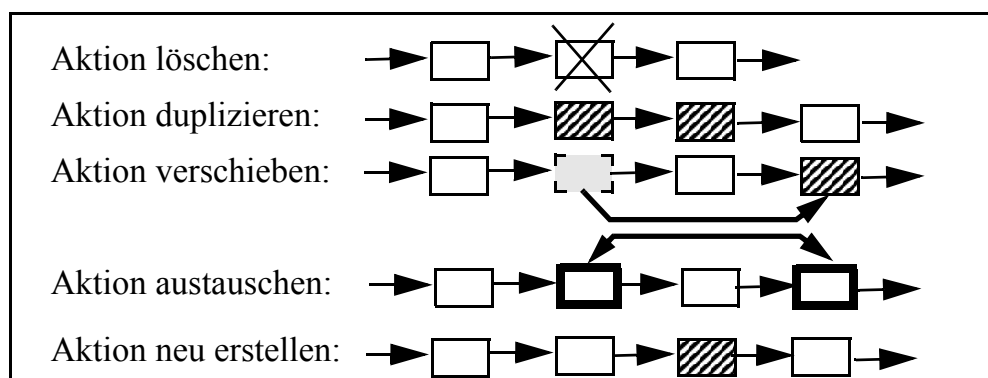 Aktion löschen:
Aktion duplizieren:
Aktion verschieben:
Aktion austauschen:
Aktion neu erstellen: